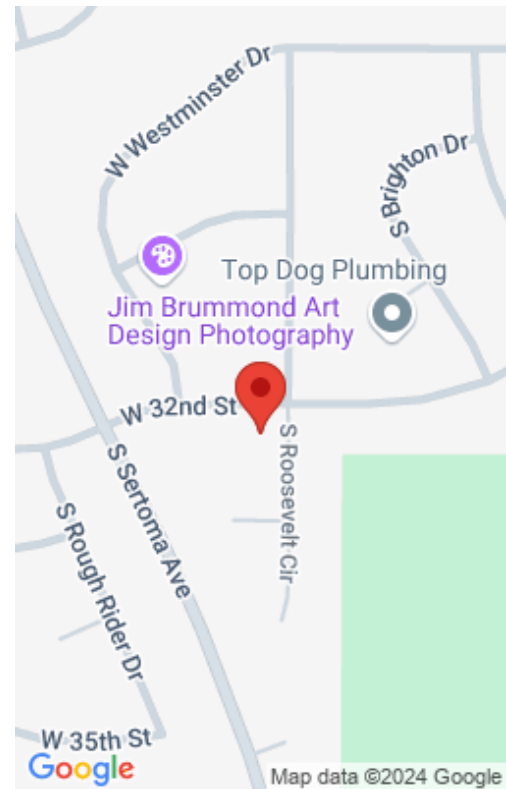 W Westminster Dr
S Brighton Dr
Top Dog Plumbing
Jim Brummond Art
Design Photography
W 32nd St
S Roosevelt Cir
S Sertoma Ave
S Rough Rider Dr
W 35th St
Google
Map data ©2024 Google